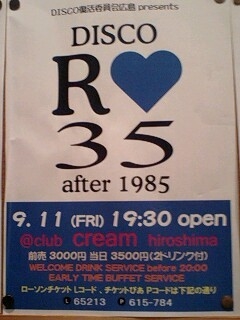 DISCO復活委員会広島 presents
DISCO
R♥
35
after 1985
9.11 (FRI) 19:30 open
@club cream hiroshima
前売 3000円 当日 3500円(2ドリンク付)
WELCOME DRINK SERVICE before 20:00
EARLY TIME BUFFET SERVICE
ローソンチケットLコード、チケットぴあ Pコードは下記の通り
L 65213 P 615-784